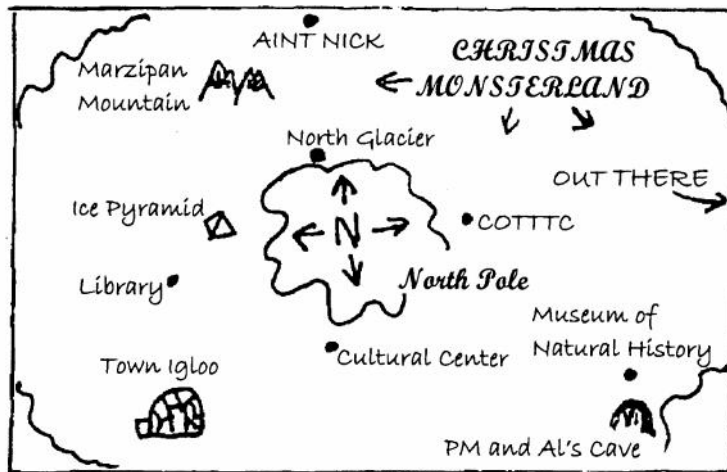 AINT NICK
CHRISTMAS
MONSTERLAND
Marzipan
Mountain
North Glacier
OUT THERE
Ice Pyramid
N
COTTTC
Library
North Pole
Museum of
Natural History
Cultural Center
Town Igloo
PM and Al's Cave